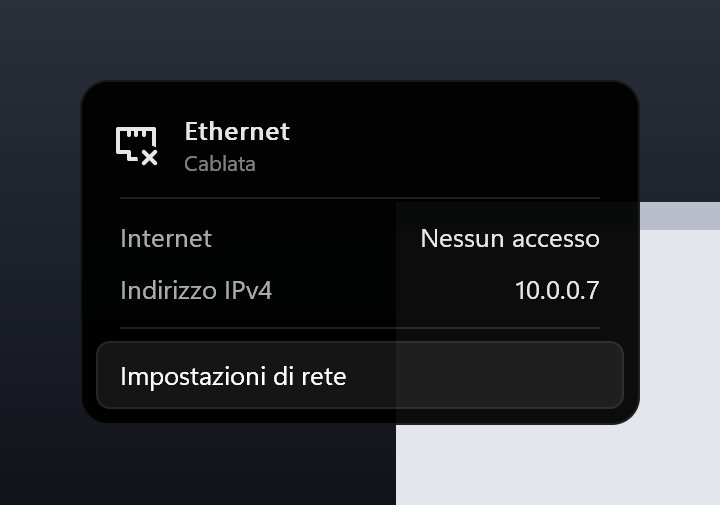 Ethernet
Cablata
Internet Nessun accesso
Indirizzo IPv4 10.0.0.7
Impostazioni di rete